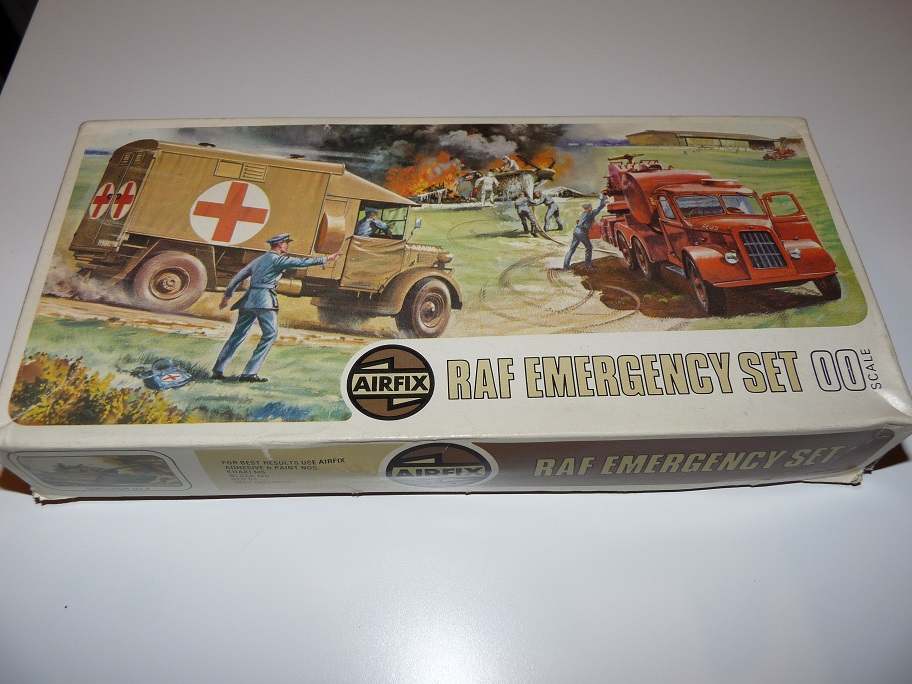 AIRFIX
RAF EMERGENCY SET 00
SCALE
FOR BEST RESULTS USE AIRFIX
ADHESIVE & PAINT NOS
AIRFIX
RAF EMERGENCY SET